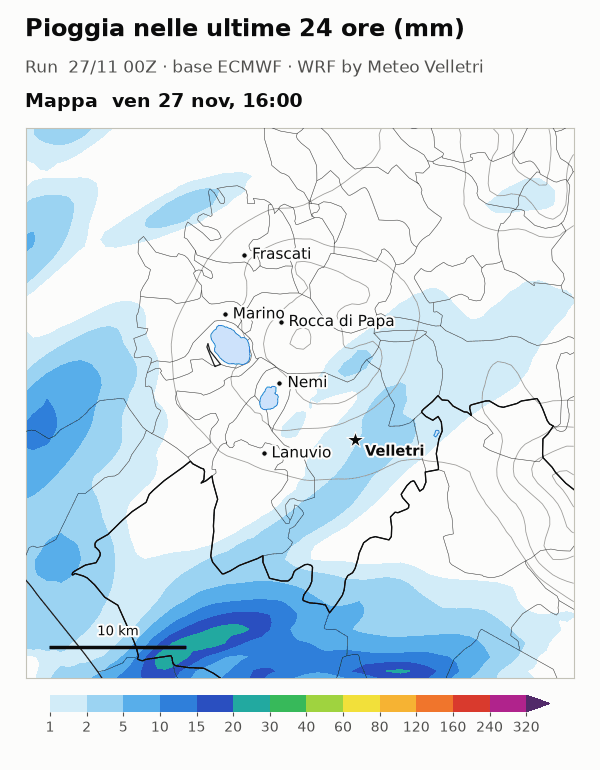 Pioggia nelle ultime 24 ore (mm)
Run 27/11 00Z · base ECMWF · WRF by Meteo Velletri
Mappa ven 27 nov, 16:00
Frascati
Marino
Rocca di Papa
Nemi
Lanuvio
Velletri
10 km
1 2 5 10 15 20 30 40 60 80 120 160 240 320